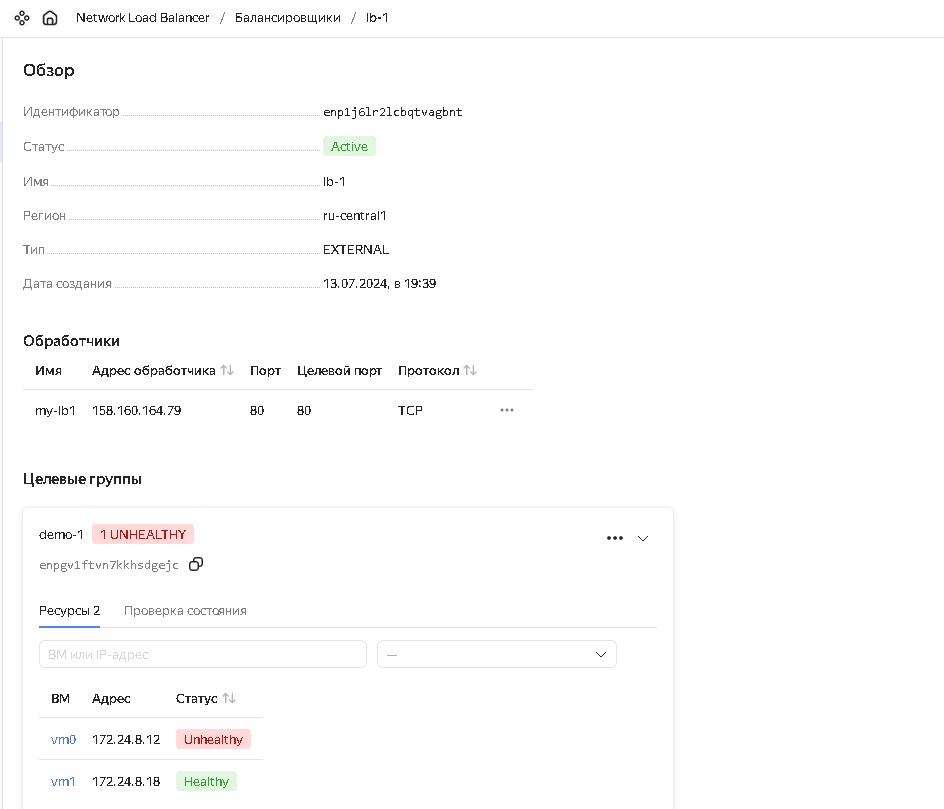 Network Load Balancer / Балансировщики / lb-1
Обзор
Идентификатор enp1j6lr2lcbqtvagbnt
Статус Active
Имя lb-1
Регион ru-central1
Тип EXTERNAL
Дата создания 13.07.2024, в 19:39
Обработчики
Имя Адрес обработчика Порт Целевой порт Протокол
my-lb1 158.160.164.79 80 80 TCP
Целевые группы
demo-1 1 UNHEALTHY
enpgv1ftvn7kkhsdgejc
Ресурсы 2 Проверка состояния
ВМ или IP-адрес —
ВМ Адрес Статус
vm0 172.24.8.12 Unhealthy
vm1 172.24.8.18 Healthy